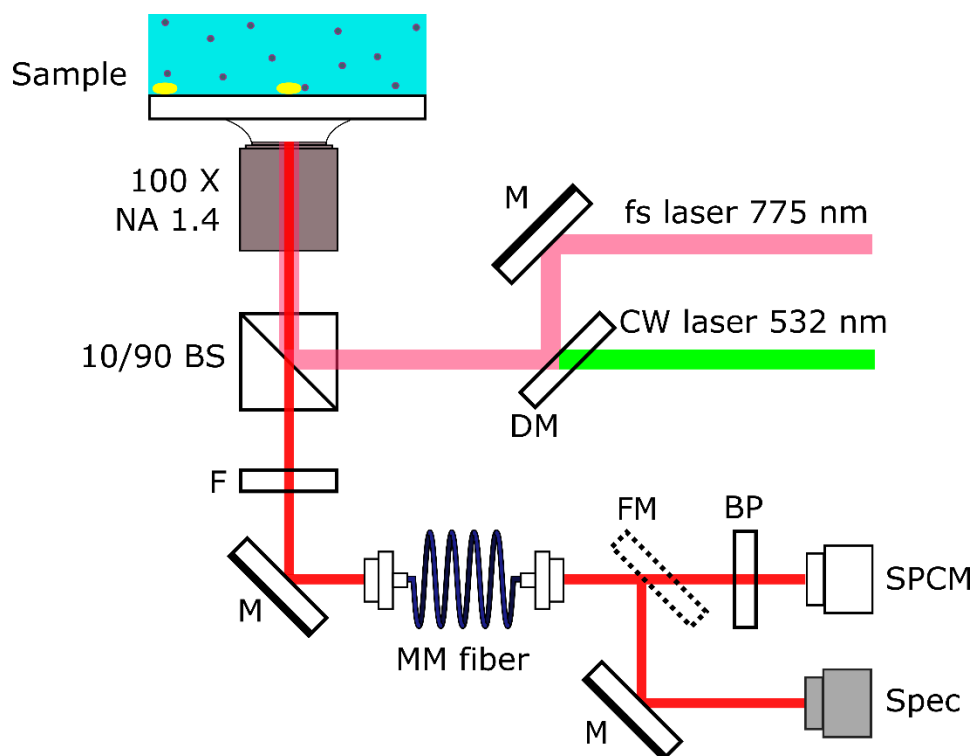 Sample
100 X
NA 1.4
M
fs laser 775 nm
CW laser 532 nm
10/90 BS
DM
F
FM
BP
SPCM
M
MM fiber
M
Spec